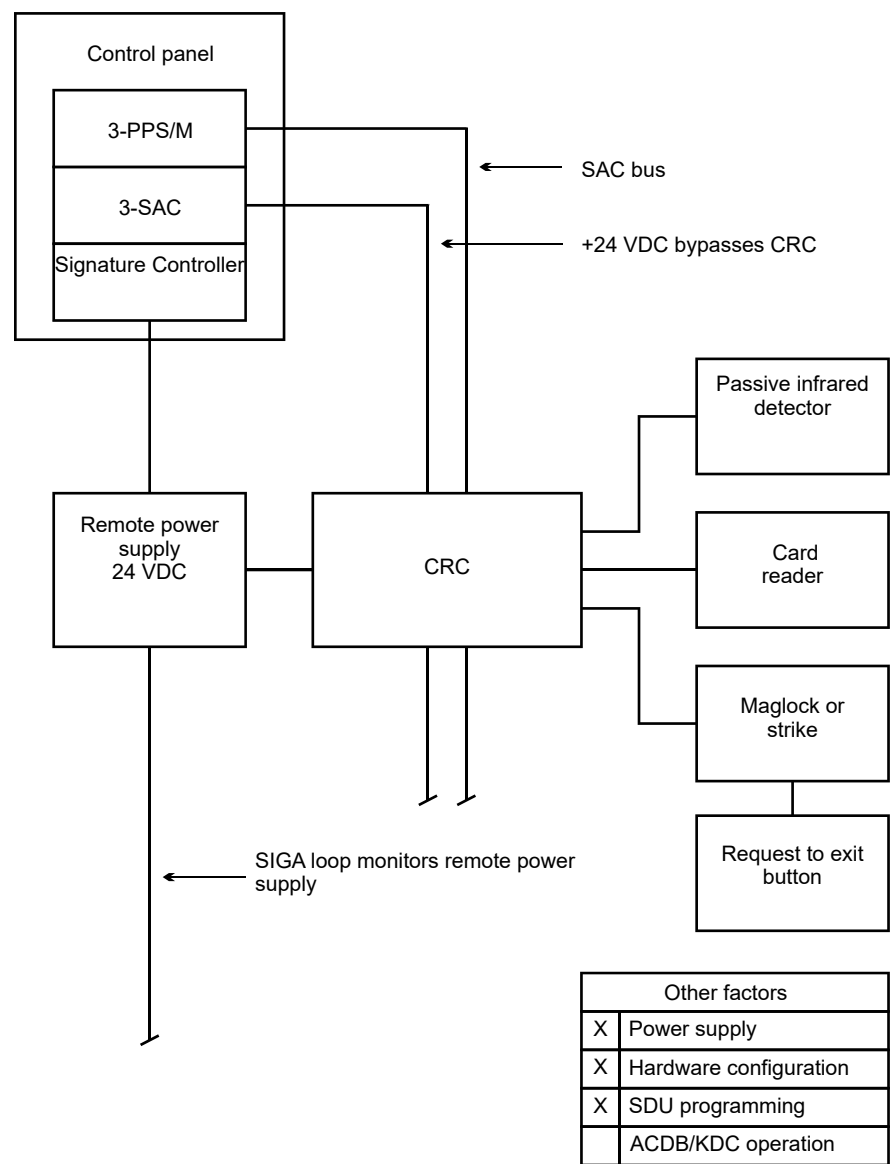 Control panel
3-PPS/M
3-SAC
Signature Controller
SAC bus
+24 VDC bypasses CRC
Passive infrared
detector
Remote power
supply
24 VDC
CRC
Card
reader
Maglock or
strike
SIGA loop monitors remote power
supply
Request to exit
button
Other factors
X Power supply
X Hardware configuration
X SDU programming
ACDB/KDC operation